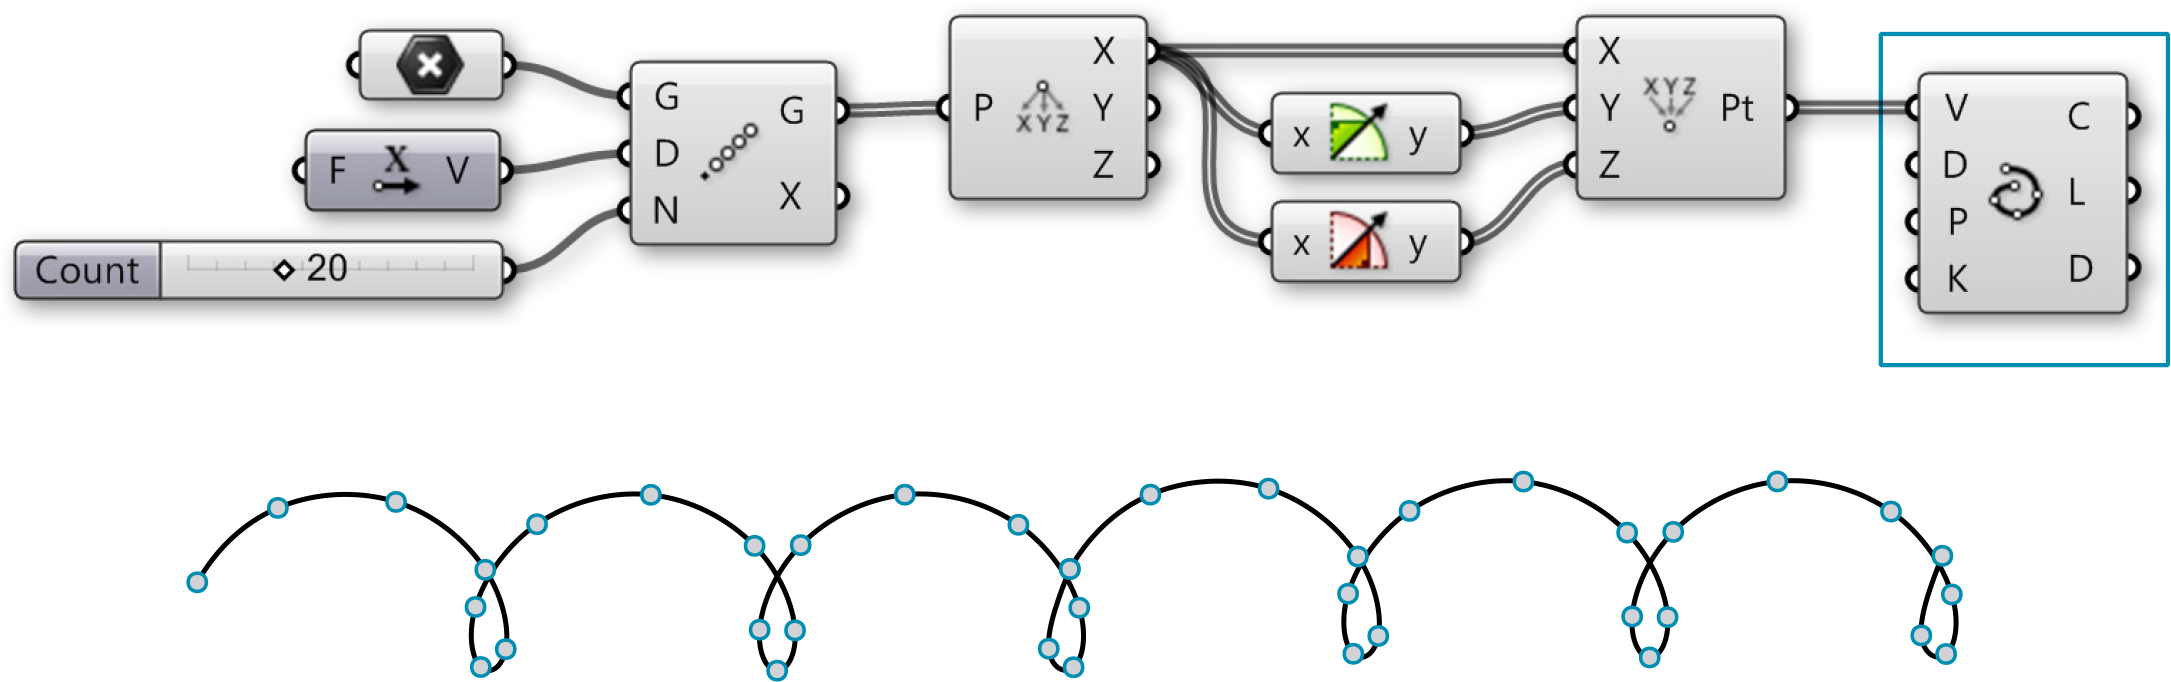 X
F X V
Count 20
G G
D
N X
P X
Y
Z
X Y Z
x y
x y
X
Y Pt
Z
X Y Z
V C
D
P L
K D